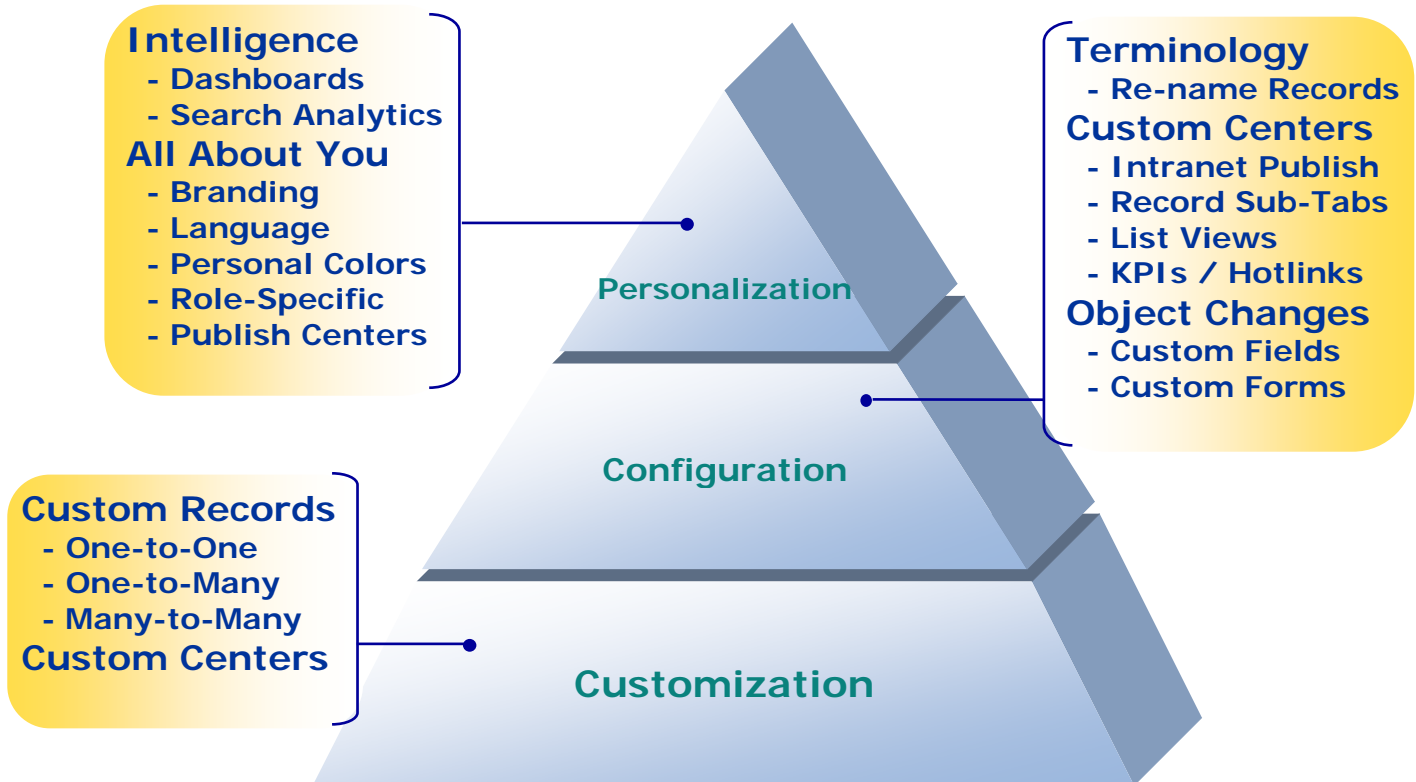 Intelligence
- Dashboards
- Search Analytics
All About You
- Branding
- Language
- Personal Colors
- Role-Specific
- Publish Centers
Terminology
- Re-name Records
Custom Centers
- Intranet Publish
- Record Sub-Tabs
- List Views
- KPIs / Hotlinks
Object Changes
- Custom Fields
- Custom Forms
Personalization
Configuration
Custom Records
- One-to-One
- One-to-Many
- Many-to-Many
Custom Centers
Customization